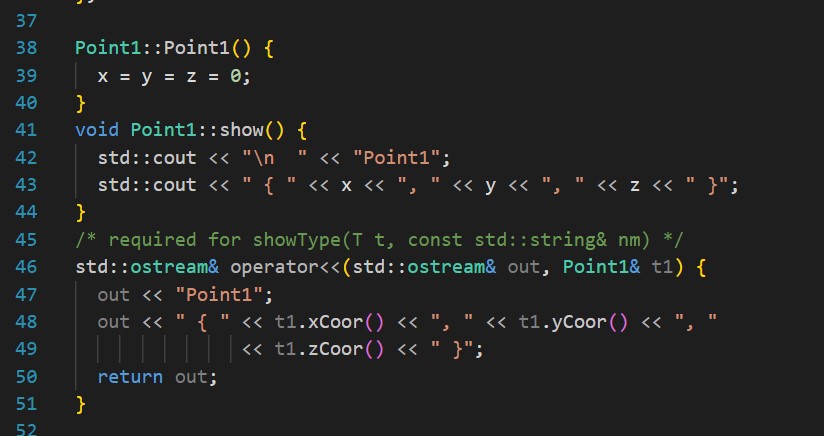 37
38 Point1::Point1() {
39 x = y = z = 0;
40 }
41 void Point1::show() {
42 std::cout << "\n  " << "Point1";
43 std::cout << " { " << x << ", " << y << ", " << z << " }";
44 }
45 /* required for showType(T t, const std::string& nm) */
46 std::ostream& operator<<(std::ostream& out, Point1& t1) {
47 out << "Point1";
48 out << " { " << t1.xCoor() << ", " << t1.yCoor() << ", "
49 << t1.zCoor() << " }";
50 return out;
51 }
52